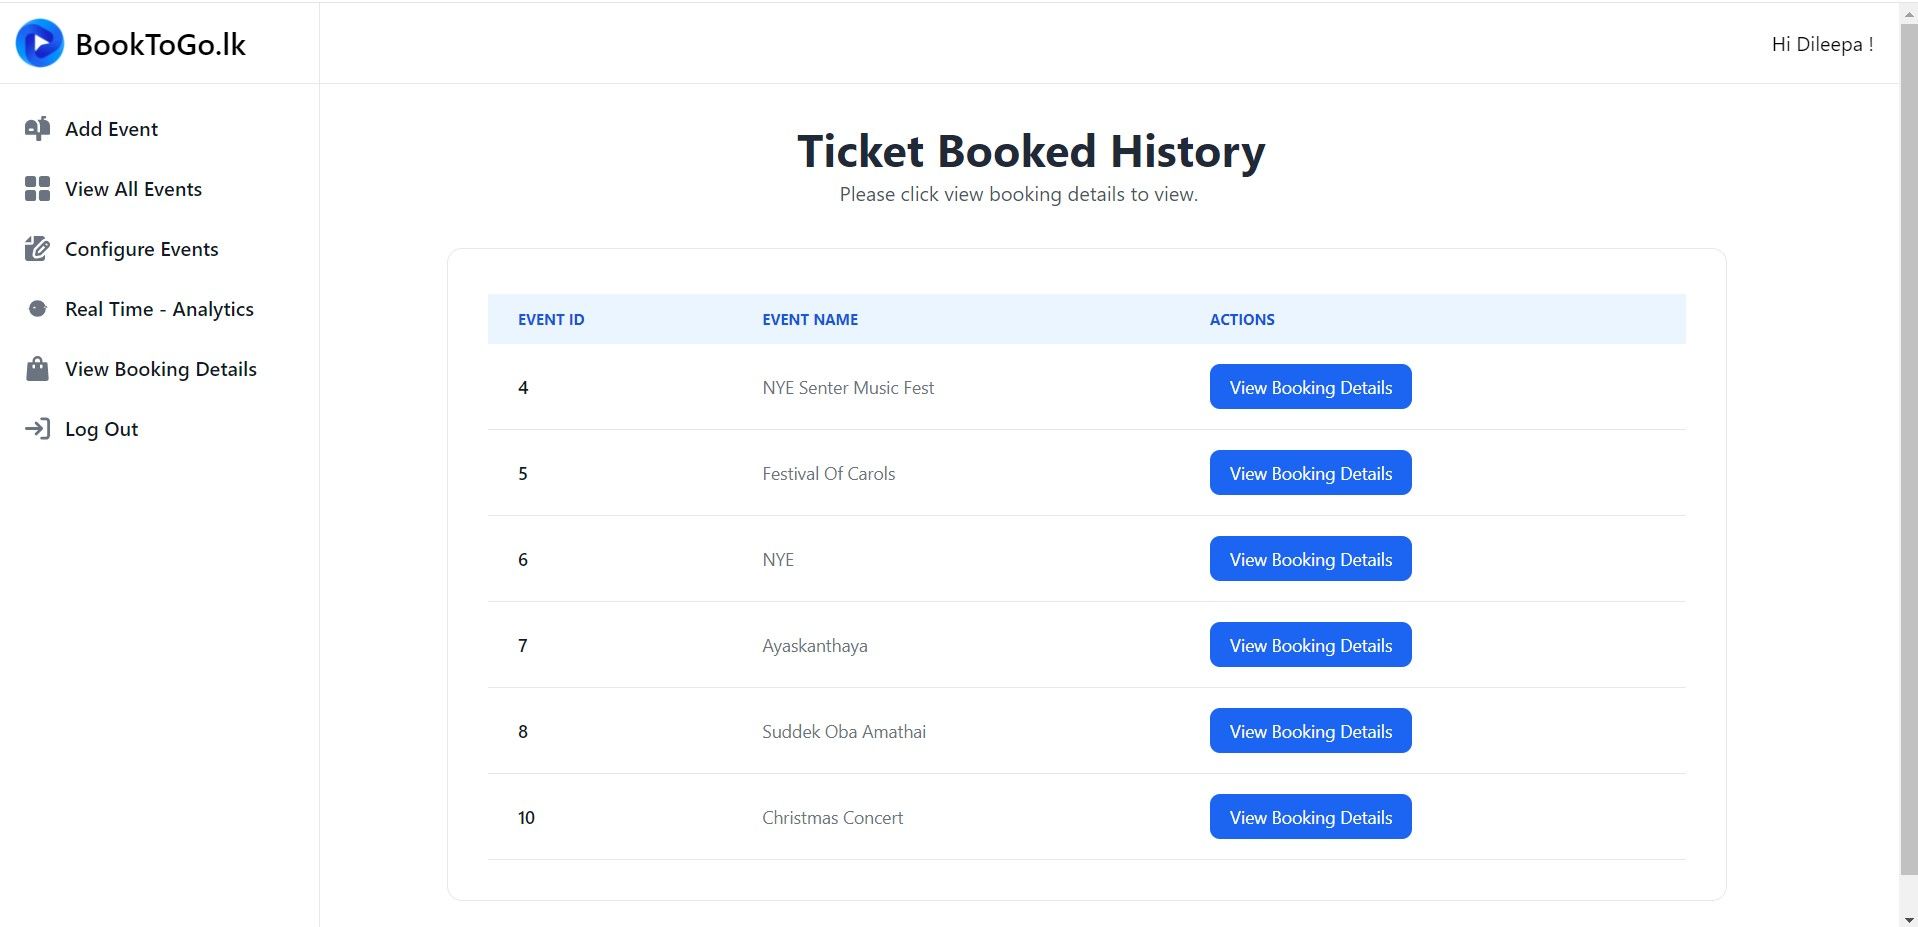 BookToGo.lk
Hi Dileepa !
Add Event
View All Events
Configure Events
Real Time - Analytics
View Booking Details
Log Out
Ticket Booked History
Please click view booking details to view.
EVENT ID EVENT NAME ACTIONS
4 NYE Senter Music Fest View Booking Details
5 Festival Of Carols View Booking Details
6 NYE View Booking Details
7 Ayaskanthaya View Booking Details
8 Suddek Oba Amathai View Booking Details
10 Christmas Concert View Booking Details